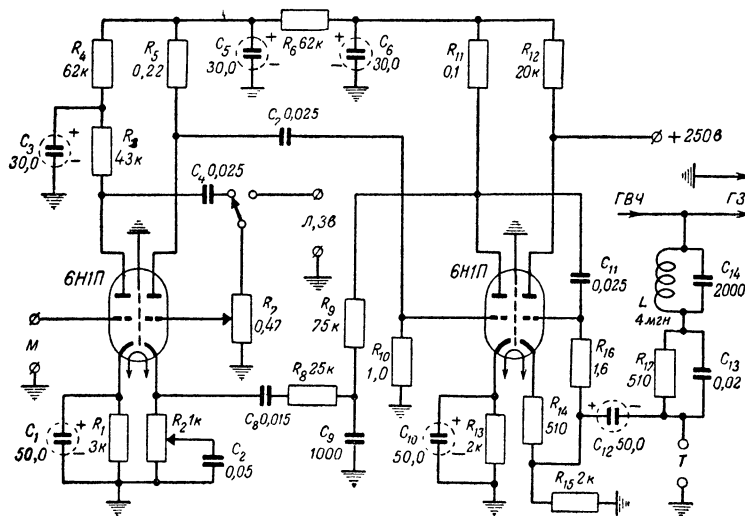 R₄
62к
R₅
0,22
C₅
30,0
+
−
R₆ 62к
+
−
C₆
30,0
R₁₁
0,1
R₁₂
20к
C₃
30,0
+
−
R₃
43к
C₇ 0,025
+ 250в
C₄ 0,025
Л,Зв
ГВЧ
ГЗ
6Н1П
6Н1П
C₁₁
0,025
C₁₄
2000
L
4мгн
М
R₇
0,47
R₉
75к
R₁₀
1,0
R₁₆
1,6
R₁₇
510
C₁₃
0,02
R₈ 25к
C₈ 0,015
C₁
50,0
+
−
R₁
3к
R₂ 1к
C₂
0,05
C₉
1000
C₁₀
50,0
+
−
R₁₃
2к
R₁₄
510
+
−
C₁₂ 50,0
Т
R₁₅ 2к